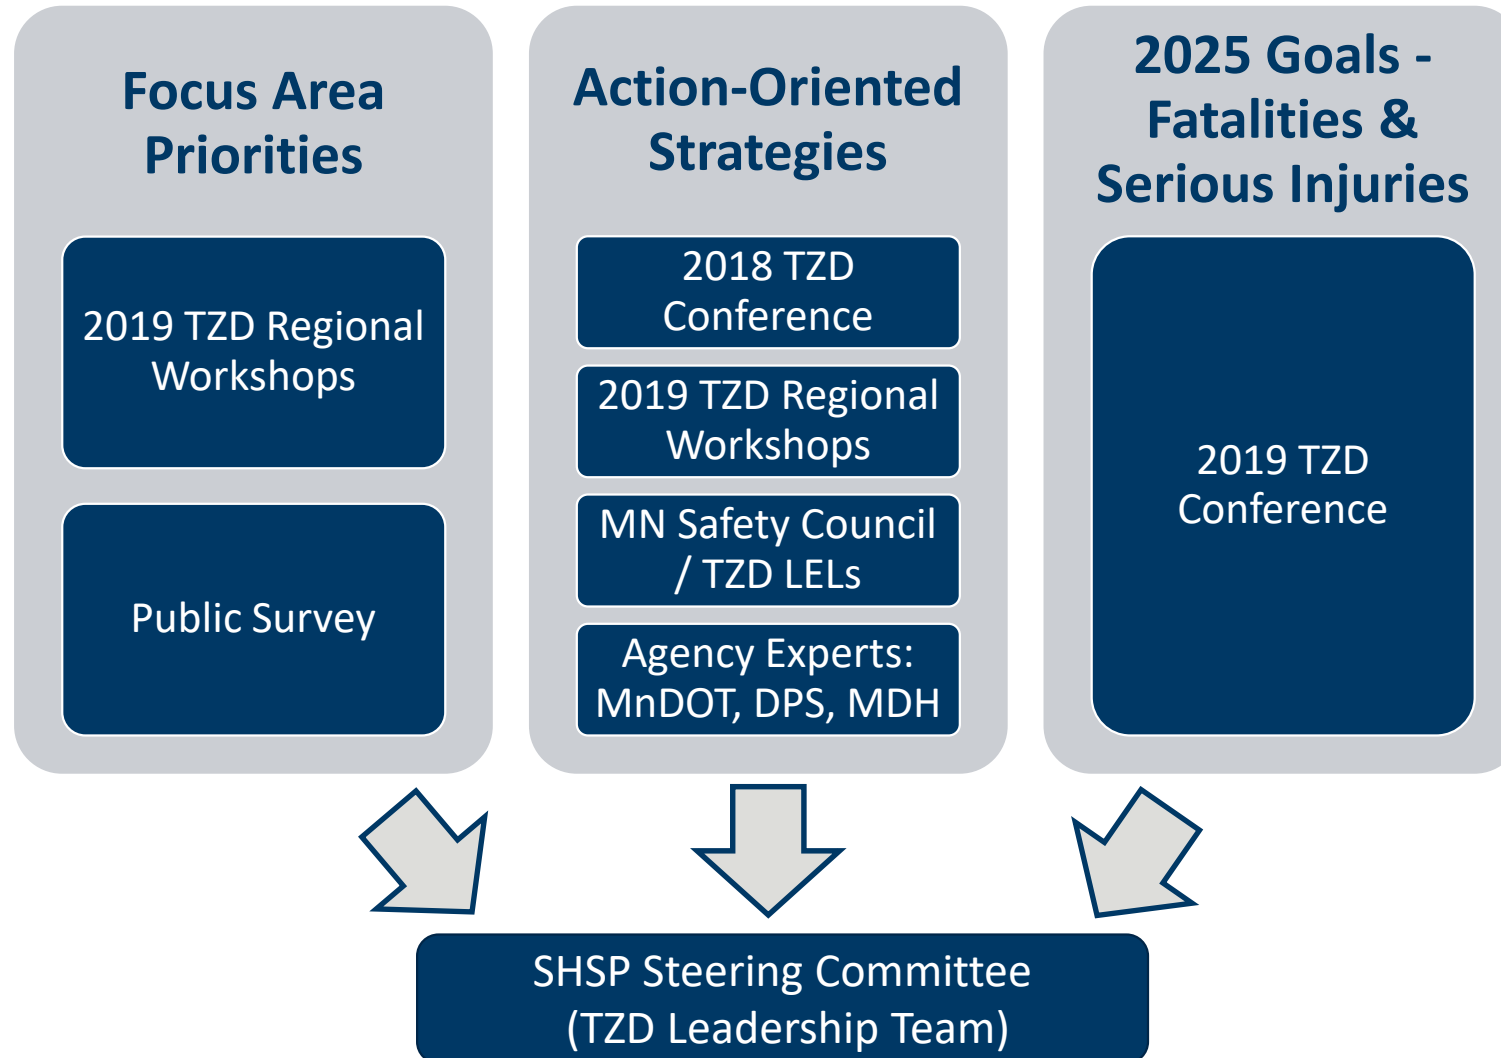 Focus Area
Priorities
2019 TZD Regional
Workshops
Public Survey
Action-Oriented
Strategies
2018 TZD
Conference
2019 TZD Regional
Workshops
MN Safety Council
/ TZD LELs
Agency Experts:
MnDOT, DPS, MDH
2025 Goals -
Fatalities &
Serious Injuries
2019 TZD
Conference
SHSP Steering Committee
(TZD Leadership Team)